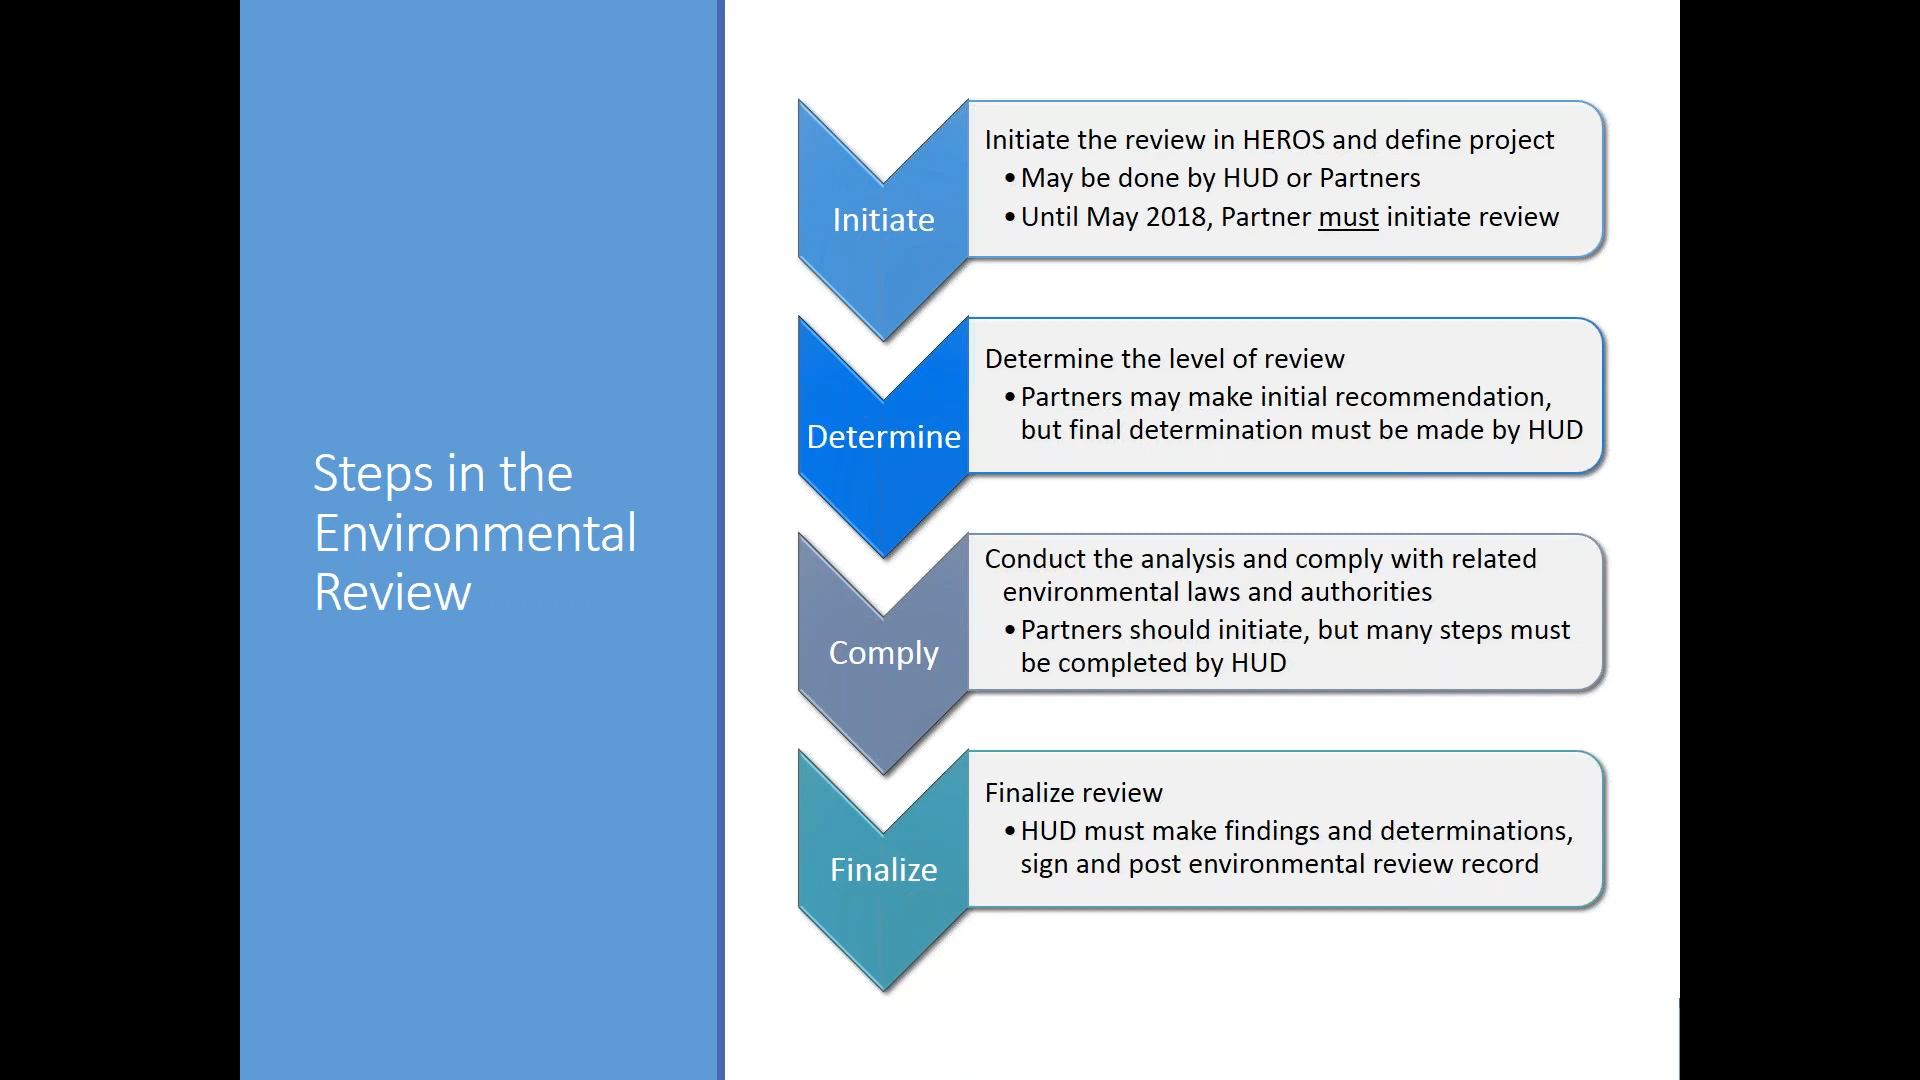 Steps in the
Environmental
Review
Initiate
Initiate the review in HEROS and define project
•May be done by HUD or Partners
•Until May 2018, Partner must initiate review
Determine
Determine the level of review
•Partners may make initial recommendation,
but final determination must be made by HUD
Comply
Conduct the analysis and comply with related
environmental laws and authorities
•Partners should initiate, but many steps must
be completed by HUD
Finalize
Finalize review
•HUD must make findings and determinations,
sign and post environmental review record